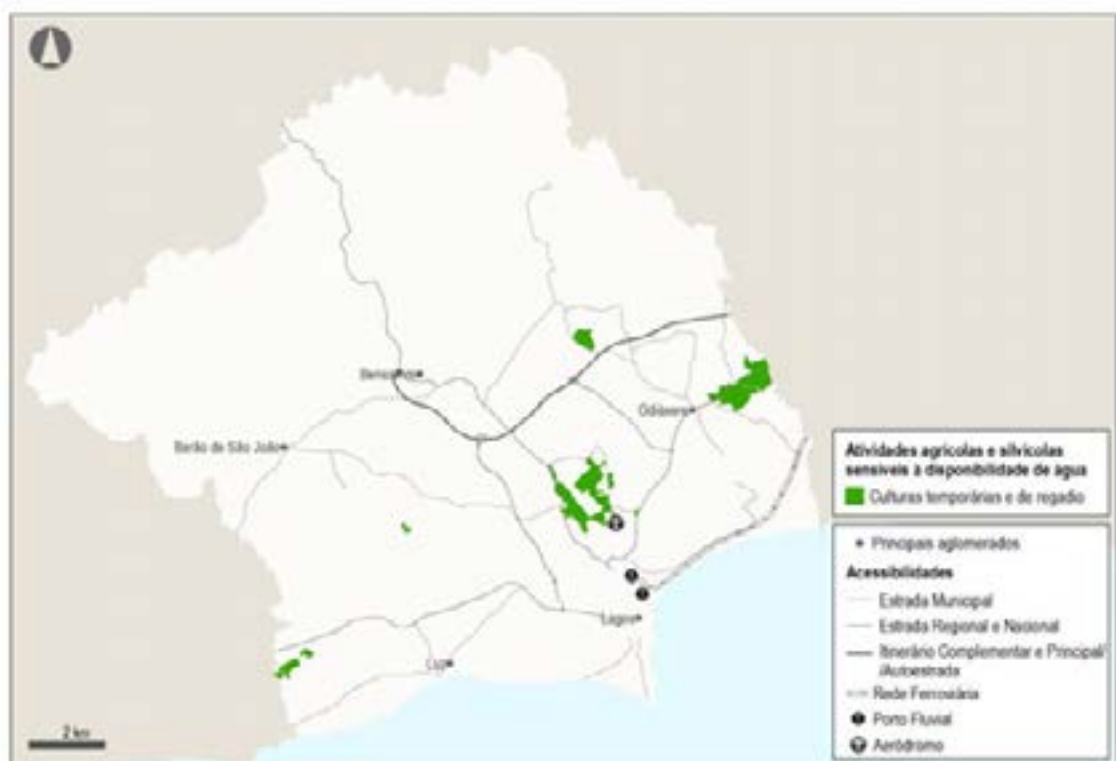 Barão de São João
Odiáxere
Lagos
Luz
2 km
Atividades agrícolas e silvícolas
sensíveis à disponibilidade de água
Culturas temporárias e de regadio
Principais aglomerados
Acessibilidades
Estrada Municipal
Estrada Regional e Nacional
Itinerário Complementar e Principal/
/Autoestrada
Rede Ferroviária
Porto Fluvial
Aeródromo